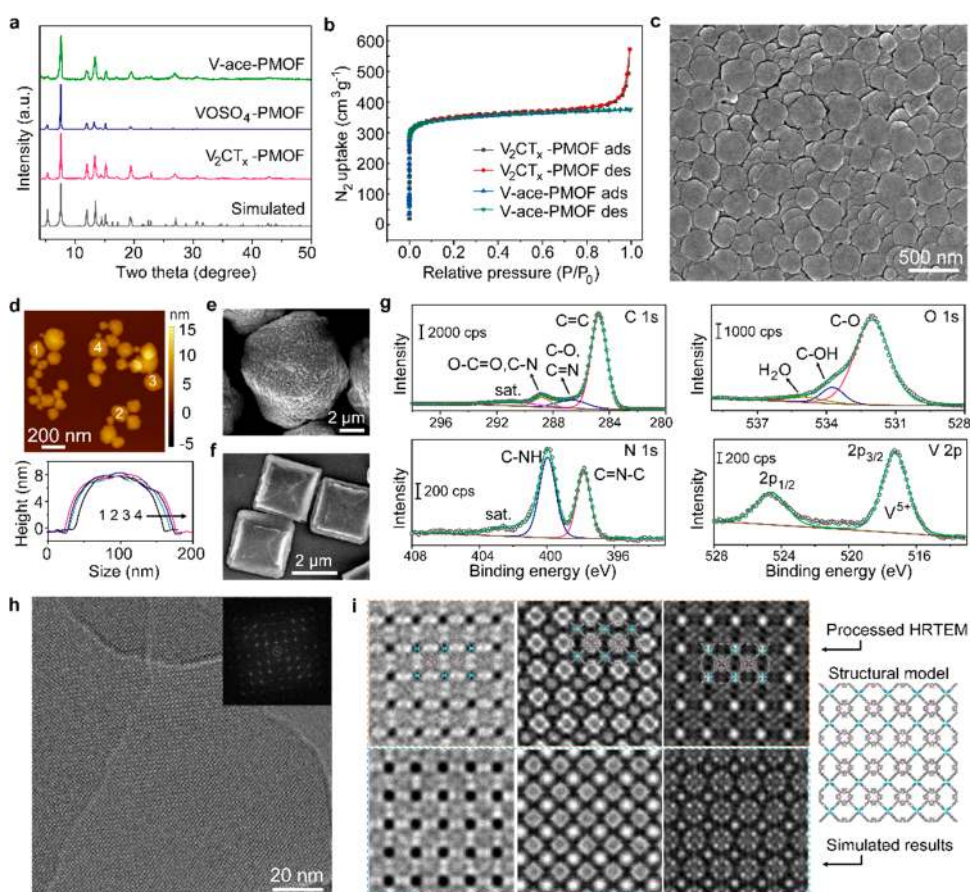 a
Intensity (a.u.)
V-ace-PMOF
VOSO₄-PMOF
V₂CTₓ-PMOF
Simulated
10 20 30 40 50
Two theta (degree)
b
N₂ uptake (cm³g⁻¹)
600
500
400
300
200
100
0
V₂CTₓ-PMOF ads
V₂CTₓ-PMOF des
V-ace-PMOF ads
V-ace-PMOF des
0.0 0.2 0.4 0.6 0.8 1.0
Relative pressure (P/P₀)
c
500 nm
d
nm
15
10
5
0
-5
1
4
3
2
200 nm
Height (nm)
8
4
0
1 2 3 4
0 100 200
Size (nm)
e
2 µm
f
2 µm
g
Intensity
2000 cps
C 1s
C=C
O-C=O,C-N
C-O,
C=N
sat.
296 292 288 284 280
Intensity
1000 cps
O 1s
C-O
C-OH
H₂O
537 534 531 528
Intensity
200 cps
N 1s
C-NH
C=N-C
sat.
408 404 400 396
Binding energy (eV)
Intensity
200 cps
V 2p
2p3/2
2p1/2
V⁵⁺
528 524 520 516
Binding energy (eV)
h
20 nm
i
Processed HRTEM
Structural model
Simulated results